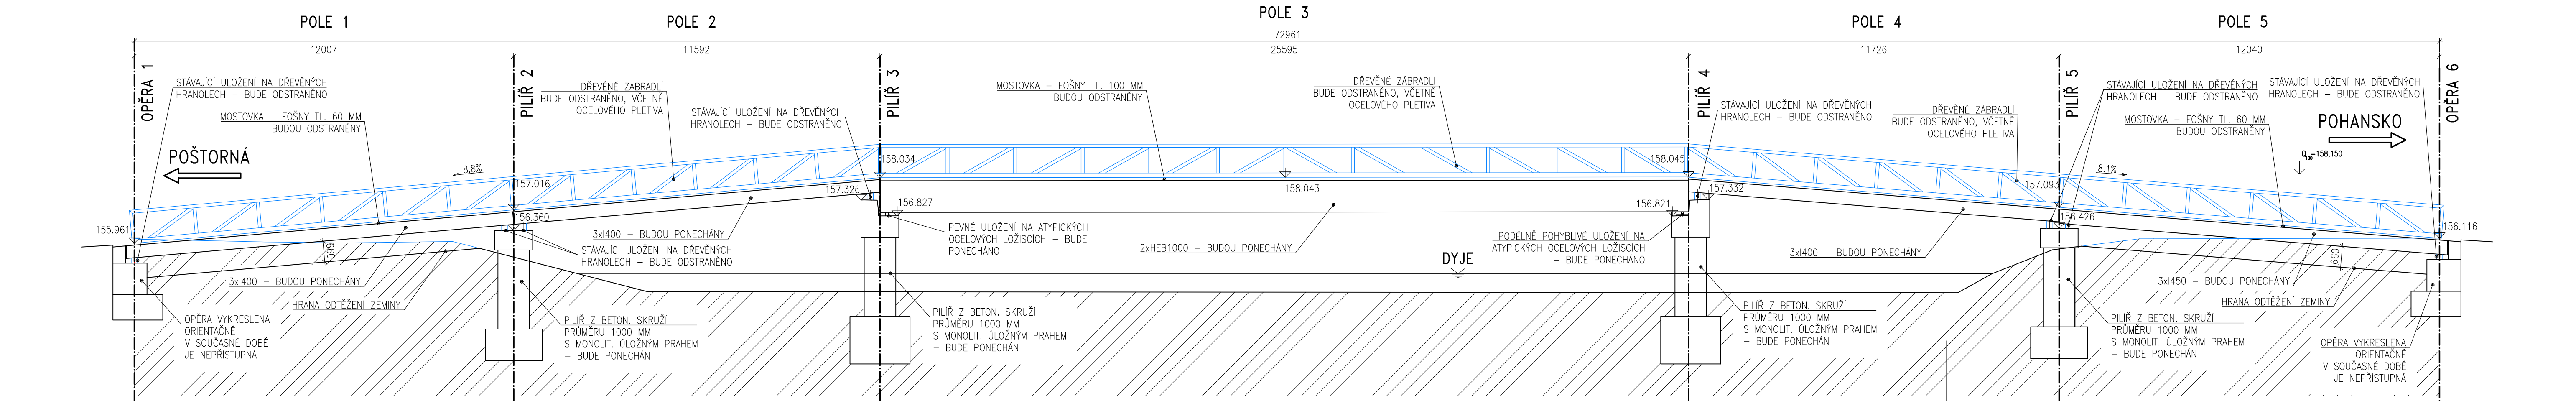 POLE 1
POLE 2
POLE 3
POLE 4
POLE 5
72961
12007
11592
25595
11726
12040
OPĚRA 1
PILÍŘ 2
PILÍŘ 3
PILÍŘ 4
PILÍŘ 5
OPĚRA 6
STÁVAJÍCÍ ULOŽENÍ NA DŘEVĚNÝCH
HRANOLECH – BUDE ODSTRANĚNO
MOSTOVKA – FOŠNY TL. 60 MM
BUDOU ODSTRANĚNY
POŠTORNÁ
DŘEVĚNÉ ZÁBRADLÍ
BUDE ODSTRANĚNO, VČETNĚ
OCELOVÉHO PLETIVA
STÁVAJÍCÍ ULOŽENÍ NA DŘEVĚNÝCH
HRANOLECH – BUDE ODSTRANĚNO
MOSTOVKA – FOŠNY TL. 100 MM
BUDOU ODSTRANĚNY
DŘEVĚNÉ ZÁBRADLÍ
BUDE ODSTRANĚNO, VČETNĚ
OCELOVÉHO PLETIVA
STÁVAJÍCÍ ULOŽENÍ NA DŘEVĚNÝCH
HRANOLECH – BUDE ODSTRANĚNO
DŘEVĚNÉ ZÁBRADLÍ
BUDE ODSTRANĚNO, VČETNĚ
OCELOVÉHO PLETIVA
STÁVAJÍCÍ ULOŽENÍ NA DŘEVĚNÝCH
HRANOLECH – BUDE ODSTRANĚNO
STÁVAJÍCÍ ULOŽENÍ NA DŘEVĚNÝCH
HRANOLECH – BUDE ODSTRANĚNO
MOSTOVKA – FOŠNY TL. 60 MM
BUDOU ODSTRANĚNY
POHANSKO
Q100=158,150
8.8%
8.1%
155.961
157.016
156.360
158.034
157.326
156.827
158.043
158.045
157.332
156.821
157.093
156.426
156.116
660
660
3xI400 – BUDOU PONECHÁNY
STÁVAJÍCÍ ULOŽENÍ NA DŘEVĚNÝCH
HRANOLECH – BUDE ODSTRANĚNO
PEVNÉ ULOŽENÍ NA ATYPICKÝCH
OCELOVÝCH LOŽISCÍCH – BUDE
PONECHÁNO
2xHEB1000 – BUDOU PONECHÁNY
DYJE
PODÉLNĚ POHYBLIVÉ ULOŽENÍ NA
ATYPICKÝCH OCELOVÝCH LOŽISCÍCH
– BUDE PONECHÁNO
3xI400 – BUDOU PONECHÁNY
3xI400 – BUDOU PONECHÁNY
HRANA ODTĚŽENÍ ZEMINY
3xI450 – BUDOU PONECHÁNY
HRANA ODTĚŽENÍ ZEMINY
OPĚRA VYKRESLENA
ORIENTAČNĚ
V SOUČASNÉ DOBĚ
JE NEPŘÍSTUPNÁ
PILÍŘ Z BETON. SKRUŽÍ
PRŮMĚRU 1000 MM
S MONOLIT. ÚLOŽNÝM PRAHEM
– BUDE PONECHÁN
PILÍŘ Z BETON. SKRUŽÍ
PRŮMĚRU 1000 MM
S MONOLIT. ÚLOŽNÝM PRAHEM
– BUDE PONECHÁN
PILÍŘ Z BETON. SKRUŽÍ
PRŮMĚRU 1000 MM
S MONOLIT. ÚLOŽNÝM PRAHEM
– BUDE PONECHÁN
PILÍŘ Z BETON. SKRUŽÍ
PRŮMĚRU 1000 MM
S MONOLIT. ÚLOŽNÝM PRAHEM
– BUDE PONECHÁN
OPĚRA VYKRESLENA
ORIENTAČNĚ
V SOUČASNÉ DOBĚ
JE NEPŘÍSTUPNÁ